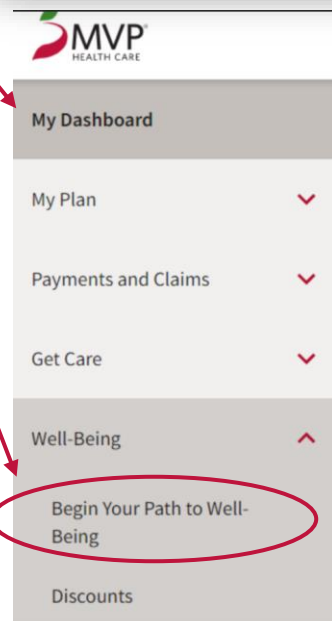 MVP
HEALTH CARE
My Dashboard
My Plan
Payments and Claims
Get Care
Well-Being
Begin Your Path to Well-
Being
Discounts